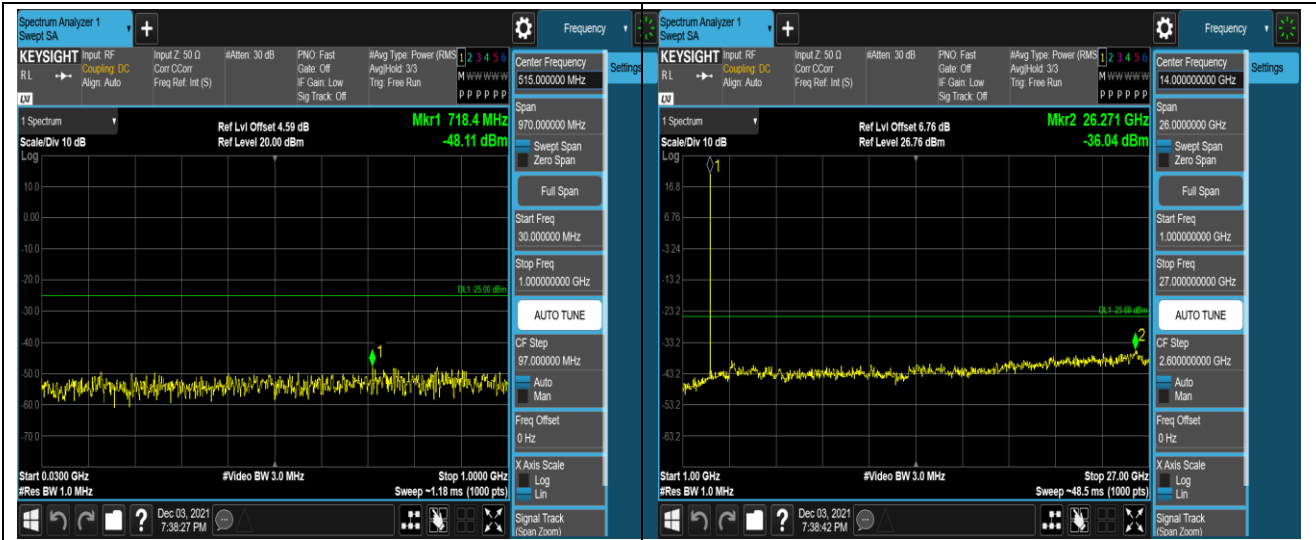 Spectrum Analyzer 1
Swept SA
+
Frequency
KEYSIGHT
Input: RF
Coupling: DC
Align: Auto
Input Z: 50 Ω
Corr CCorr
Freq Ref: Int (S)
#Atten: 30 dB
PNO: Fast
Gate: Off
IF Gain: Low
Sig Track: Off
#Avg Type: Power (RMS
Avg|Hold: 3/3
Trig: Free Run
1 2 3 4 5 6
M W W W W W
P P P P P P
RL
LXI
1 Spectrum
Scale/Div 10 dB
Log
Ref Lvl Offset 4.59 dB
Ref Level 20.00 dBm
Mkr1 718.4 MHz
-48.11 dBm
10.0
0.00
-10.0
-20.0
-30.0
-40.0
-50.0
-60.0
-70.0
DL1 -25.00 dBm
1
Start 0.0300 GHz
#Res BW 1.0 MHz
#Video BW 3.0 MHz
Stop 1.0000 GHz
Sweep ~1.18 ms (1000 pts)
Center Frequency
515.000000 MHz
Settings
Span
970.000000 MHz
Swept Span
Zero Span
Full Span
Start Freq
30.000000 MHz
Stop Freq
1.000000000 GHz
AUTO TUNE
CF Step
97.000000 MHz
Auto
Man
Freq Offset
0 Hz
X Axis Scale
Log
Lin
Signal Track
(Span Zoom)
?
Dec 03, 2021
7:38:27 PM
Spectrum Analyzer 1
Swept SA
+
Frequency
KEYSIGHT
Input: RF
Coupling: DC
Align: Auto
Input Z: 50 Ω
Corr CCorr
Freq Ref: Int (S)
#Atten: 30 dB
PNO: Fast
Gate: Off
IF Gain: Low
Sig Track: Off
#Avg Type: Power (RMS
Avg|Hold: 3/3
Trig: Free Run
1 2 3 4 5 6
M W W W W W
P P P P P P
RL
LXI
1 Spectrum
Scale/Div 10 dB
Log
Ref Lvl Offset 6.76 dB
Ref Level 26.76 dBm
Mkr2 26.271 GHz
-36.04 dBm
16.8
6.76
-3.24
-13.2
-23.2
-33.2
-43.2
-53.2
-63.2
1
DL1 -25.00 dBm
2
Start 1.00 GHz
#Res BW 1.0 MHz
#Video BW 3.0 MHz
Stop 27.00 GHz
Sweep ~48.5 ms (1000 pts)
Center Frequency
14.000000000 GHz
Settings
Span
26.0000000 GHz
Swept Span
Zero Span
Full Span
Start Freq
1.000000000 GHz
Stop Freq
27.000000000 GHz
AUTO TUNE
CF Step
2.600000000 GHz
Auto
Man
Freq Offset
0 Hz
X Axis Scale
Log
Lin
Signal Track
(Span Zoom)
?
Dec 03, 2021
7:38:42 PM